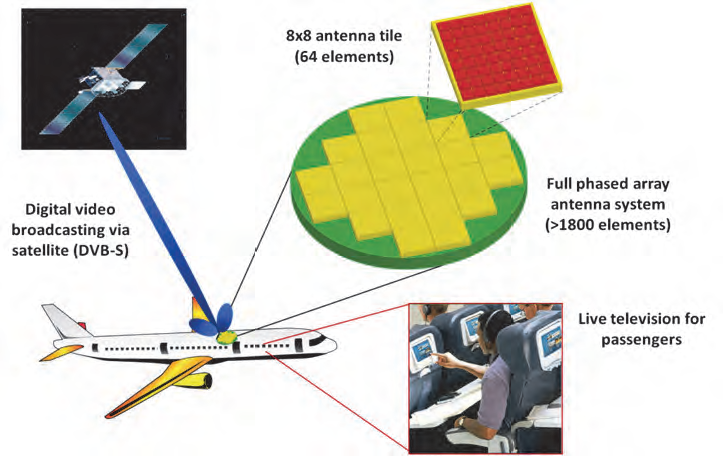 8x8 antenna tile
(64 elements)
Full phased array
antenna system
(>1800 elements)
Digital video
broadcasting via
satellite (DVB-S)
Live television for
passengers